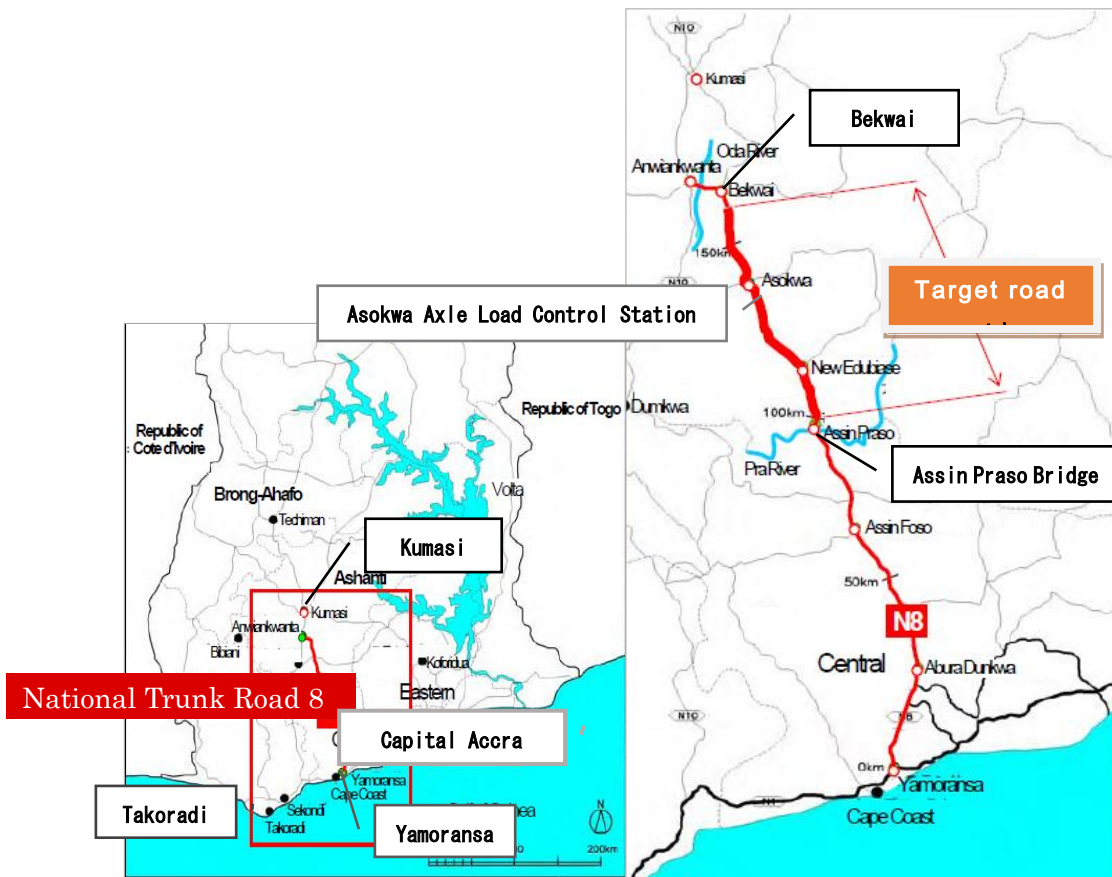 N10
Kumasi
Bekwai
Oda River
Anwiankwanta
Bekwai
150km
N10
Asokwa
Target road
Asokwa Axle Load Control Station
New Edubiase
Republic of Togo
Dumkwa
100km
Assin Praso
Republic of
Cote d'Ivoire
Pra River
Assin Praso Bridge
Volta
Brong-Ahafo
Techiman
Assin Foso
Kumasi
Ashanti
50km
Kumasi
N8
Anwiankwanta
Bibiani
Koforidua
Central
Abura Dunkwa
Eastern
National Trunk Road 8
N10
N8
Capital Accra
0km
Yamoransa
Yamoransa
Cape Coast
N1
Cape Coast
Takoradi
Sekondi
Takoradi
Yamoransa
N
200km